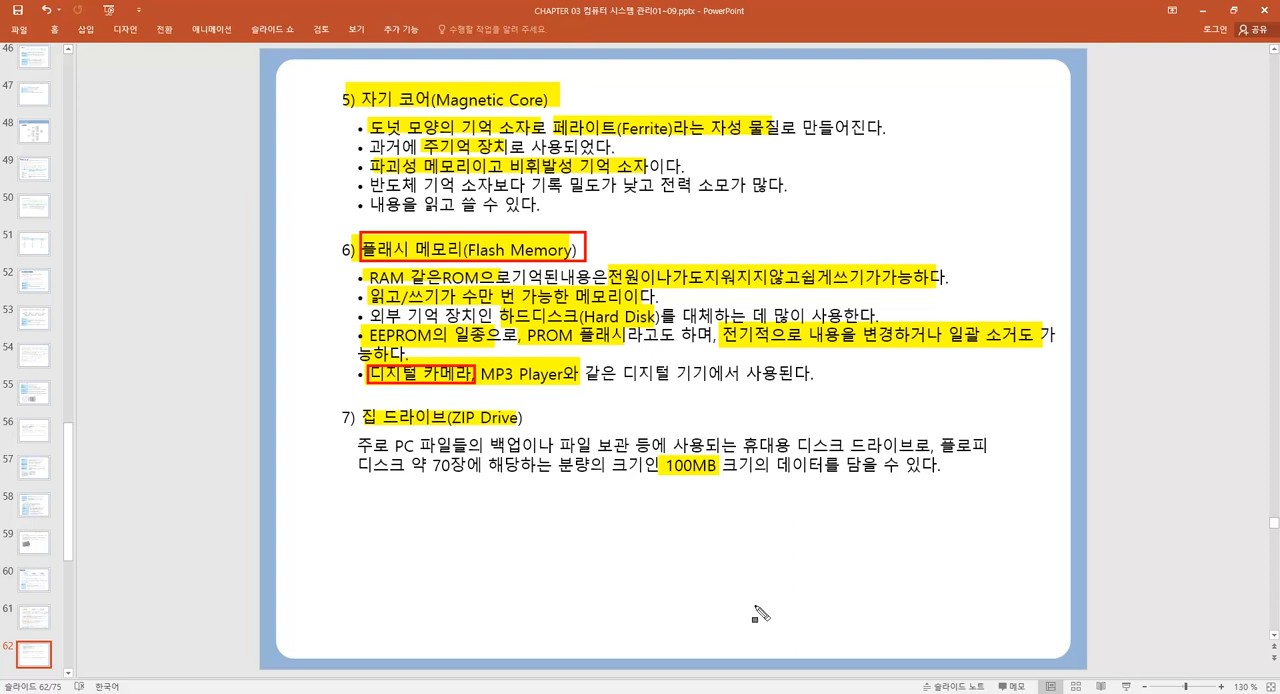 CHAPTER 03 컴퓨터 시스템 관리01~09.pptx - PowerPoint
파일 홈 삽입 디자인 전환 애니메이션 슬라이드 쇼 검토 보기 추가 기능 수행할 작업을 알려 주세요. 로그인 공유
46
47
48
49
50
51
52
53
54
55
56
57
58
59
60
61
62
5) 자기 코어(Magnetic Core)
• 도넛 모양의 기억 소자로 페라이트(Ferrite)라는 자성 물질로 만들어진다.
• 과거에 주기억 장치로 사용되었다.
• 파괴성 메모리이고 비휘발성 기억 소자이다.
• 반도체 기억 소자보다 기록 밀도가 낮고 전력 소모가 많다.
• 내용을 읽고 쓸 수 있다.
6) 플래시 메모리(Flash Memory)
• RAM 같은ROM으로기억된내용은전원이나가도지워지지않고쉽게쓰기가가능하다.
• 읽고/쓰기가 수만 번 가능한 메모리이다.
• 외부 기억 장치인 하드디스크(Hard Disk)를 대체하는 데 많이 사용한다.
• EEPROM의 일종으로, PROM 플래시라고도 하며, 전기적으로 내용을 변경하거나 일괄 소거도 가
능하다.
• 디지털 카메라, MP3 Player와 같은 디지털 기기에서 사용된다.
7) 집 드라이브(ZIP Drive)
주로 PC 파일들의 백업이나 파일 보관 등에 사용되는 휴대용 디스크 드라이브로, 플로피
디스크 약 70장에 해당하는 분량의 크기인 100MB 크기의 데이터를 담을 수 있다.
슬라이드 62/75 한국어 슬라이드 노트 메모 130 %